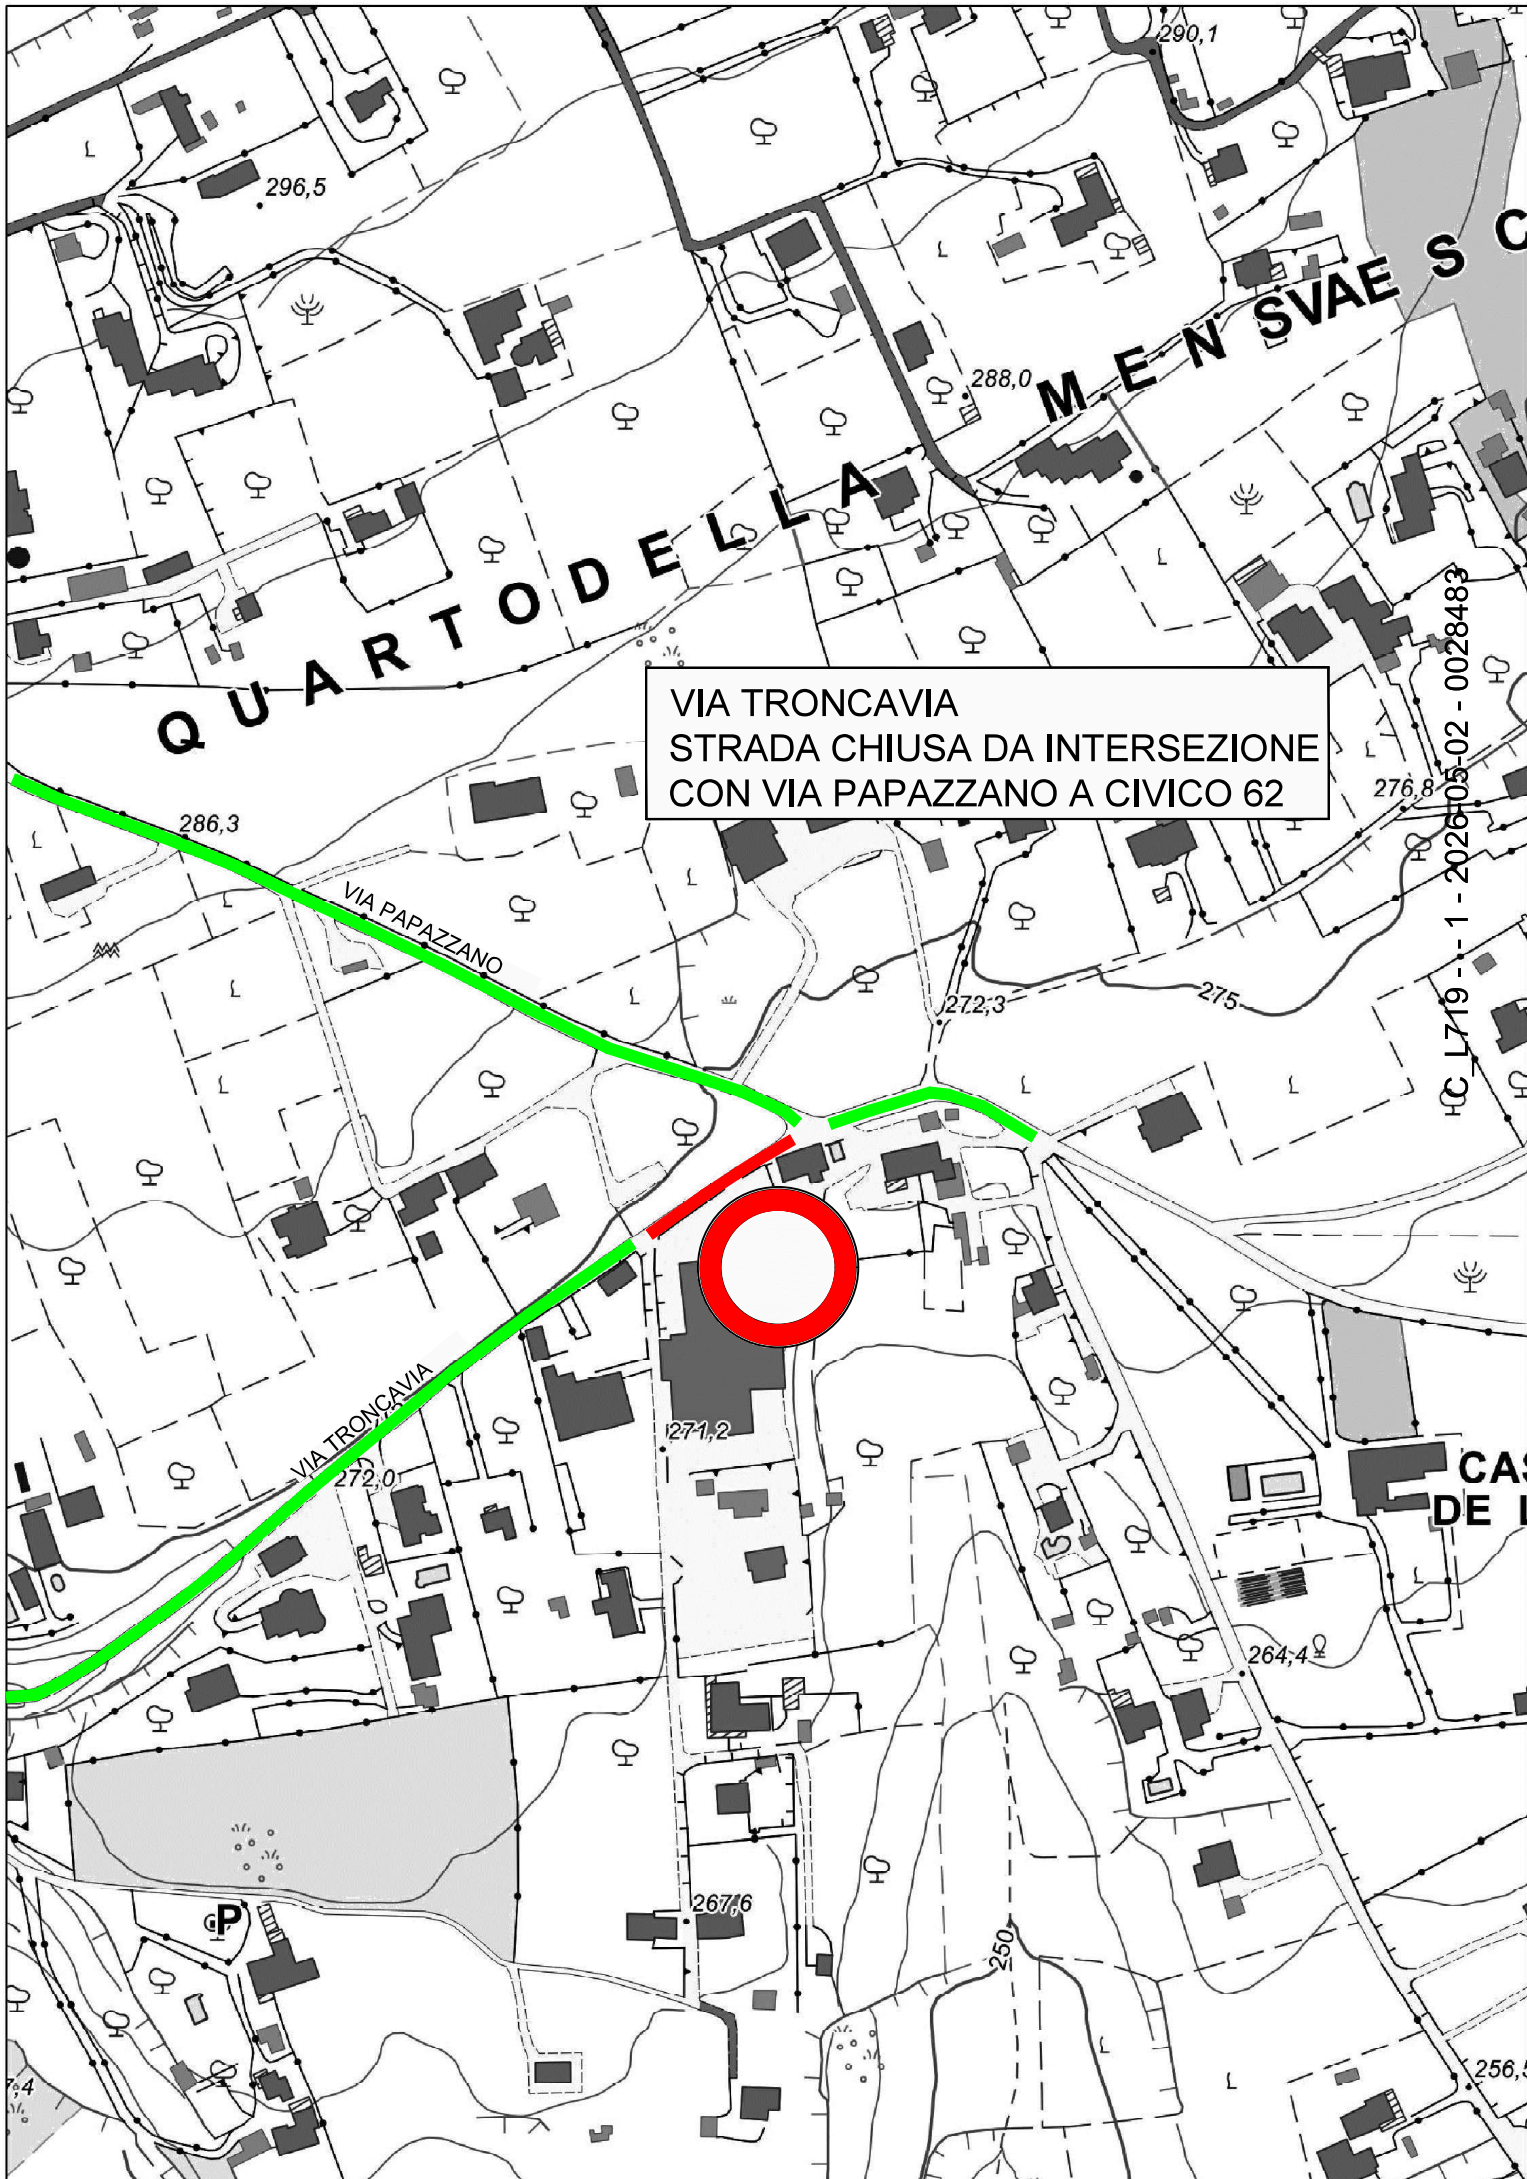 290,1
296,5
S C
MENSVAE
288,0
QUARTO DELLA
VIA TRONCAVIA
STRADA CHIUSA DA INTERSEZIONE
CON VIA PAPAZZANO A CIVICO 62
276,8
286,3
VIA PAPAZZANO
272,3
275
C_L719 - - 1 - 2026-05-02 - 0028483
VIA TRONCAVIA
272,0
271,2
CAS
DE L
264,4
P
267,6
250
256,5
7,4